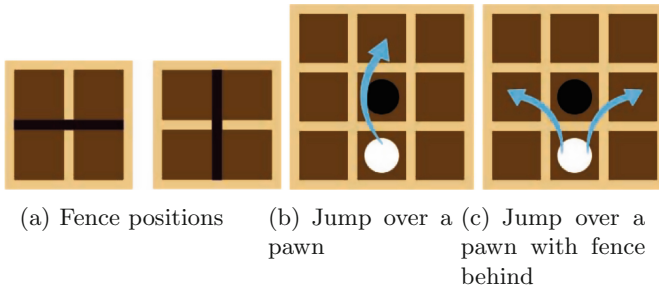 (a) Fence positions
(b) Jump over a
pawn
(c) Jump over a
pawn with fence
behind